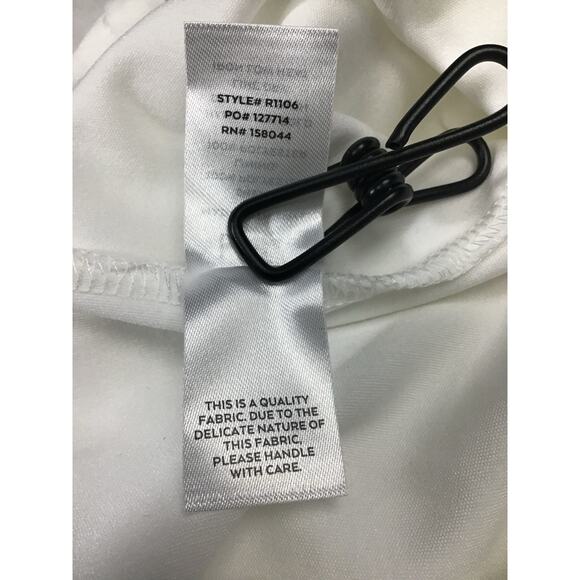 STYLE# R1106
PO# 127714
RN# 158044
THIS IS A QUALITY
FABRIC. DUE TO THE
DELICATE NATURE OF
THIS FABRIC,
PLEASE HANDLE
WITH CARE.